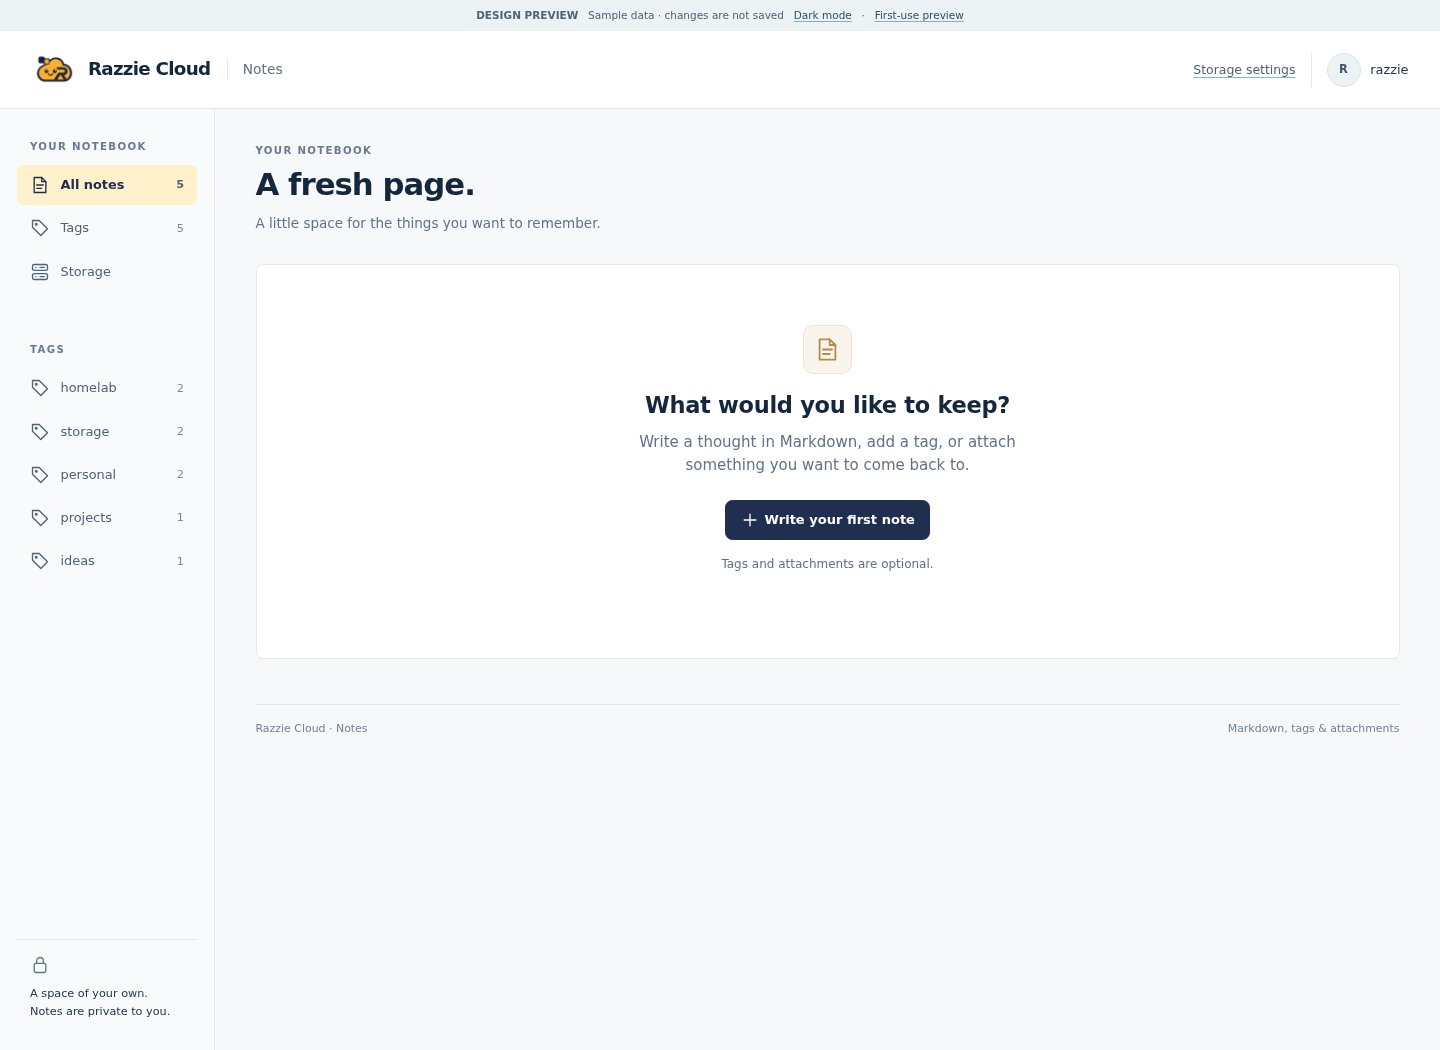 DESIGN PREVIEW Sample data · changes are not saved Dark mode · First-use preview
Razzie Cloud Notes
Storage settings R razzie
YOUR NOTEBOOK
All notes 5
Tags 5
Storage
TAGS
homelab 2
storage 2
personal 2
projects 1
ideas 1
A space of your own.
Notes are private to you.
YOUR NOTEBOOK
A fresh page.
A little space for the things you want to remember.
What would you like to keep?
Write a thought in Markdown, add a tag, or attach
something you want to come back to.
Write your first note
Tags and attachments are optional.
Razzie Cloud · Notes
Markdown, tags & attachments